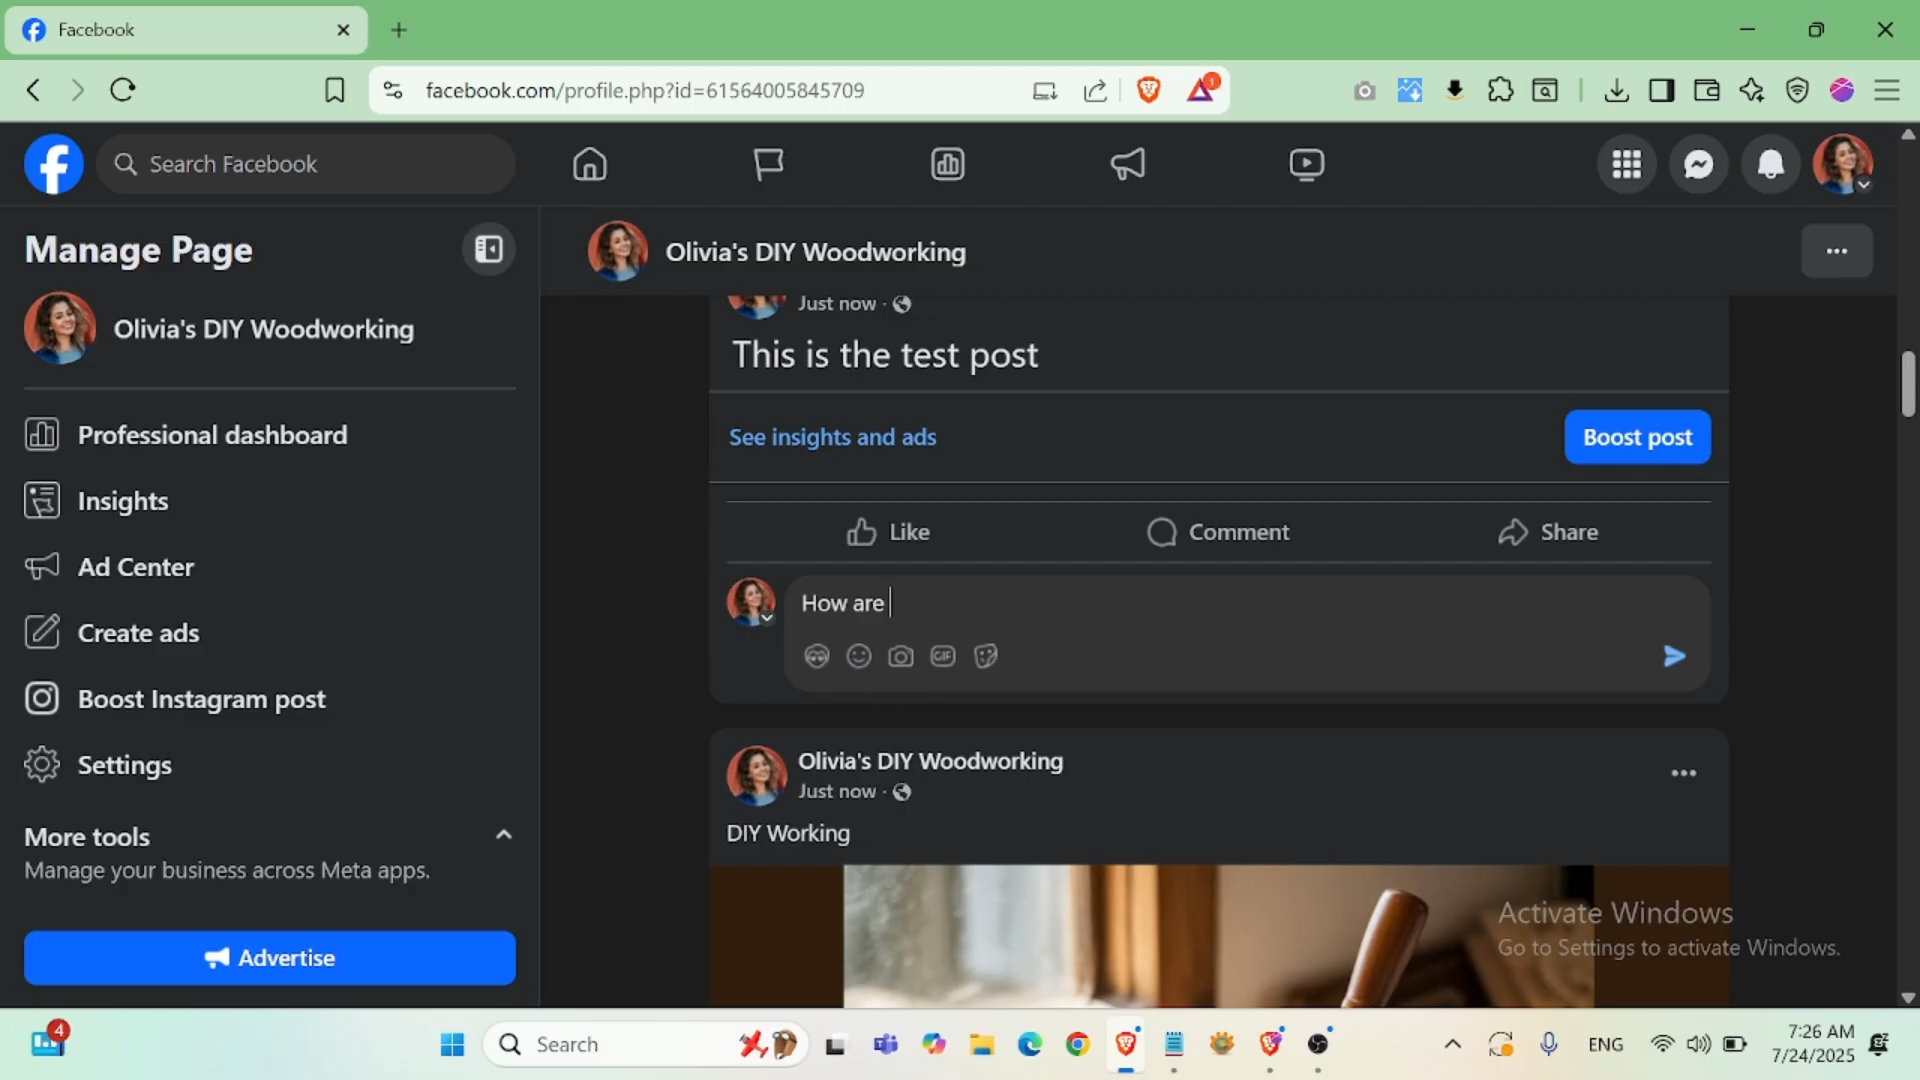 Facebook
facebook.com/profile.php?id=61564005845709
1
Search Facebook
Manage Page
Olivia's DIY Woodworking
Olivia's DIY Woodworking
Professional dashboard
Insights
Ad Center
Create ads
Boost Instagram post
Settings
More tools
Manage your business across Meta apps.
Advertise
Just now ·
This is the test post
See insights and ads
Boost post
Like
Comment
Share
How are
GIF
Olivia's DIY Woodworking
Just now ·
DIY Working
Activate Windows
Go to Settings to activate Windows.
4
Search
ENG
7:26 AM
7/24/2025